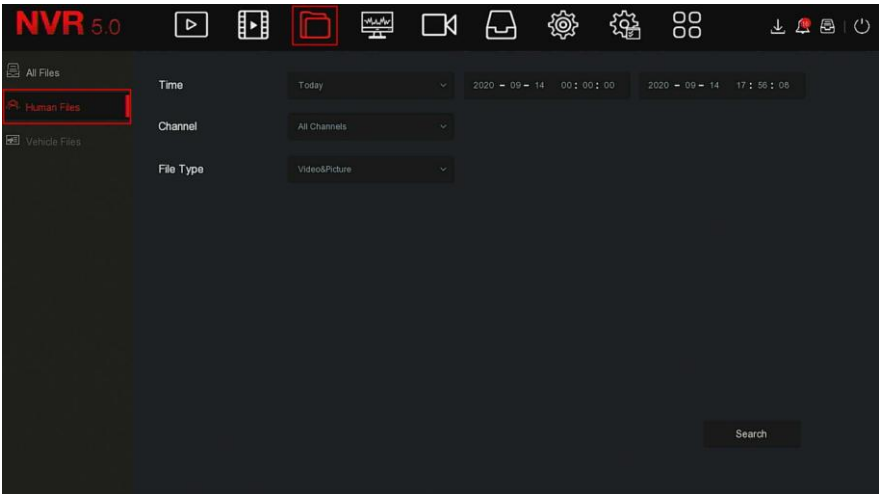 NVR 5.0
All Files
Human Files
Vehicle Files
Time Today 2020 - 09 - 14 00 : 00 : 00 2020 - 09 - 14 17 : 56 : 08
Channel All Channels
File Type Video&Picture
Search